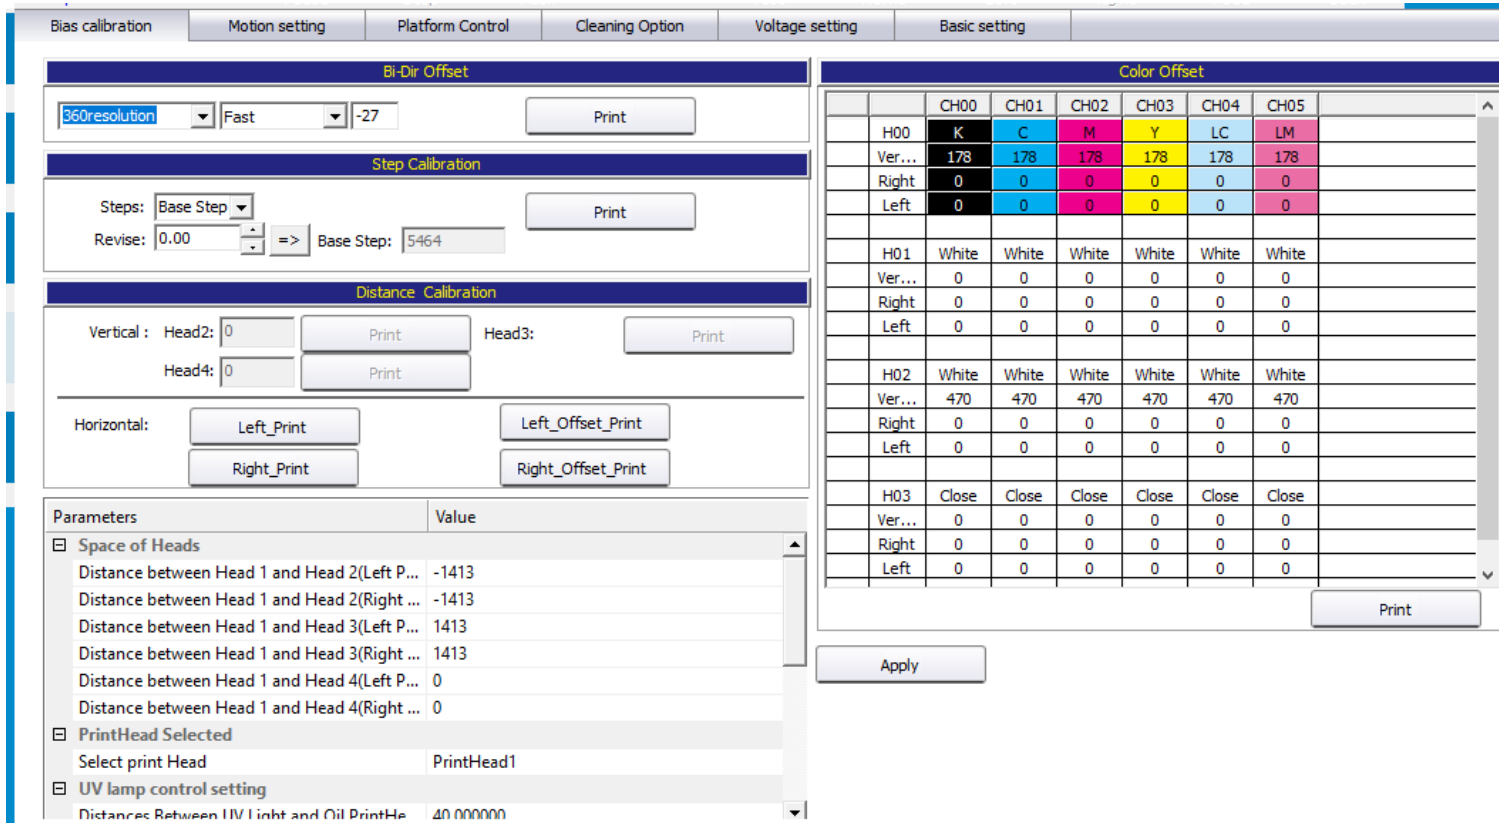 Bias calibration Motion setting Platform Control Cleaning Option Voltage setting Basic setting
Bi-Dir Offset
360resolution Fast -27 Print
Step Calibration
Steps: Base Step Print
Revise: 0.00 => Base Step: 5464
Distance Calibration
Vertical : Head2: 0 Print Head3: Print
Head4: 0 Print
Horizontal: Left_Print Left_Offset_Print
Right_Print Right_Offset_Print
Parameters Value
Space of Heads
Distance between Head 1 and Head 2(Left P... -1413
Distance between Head 1 and Head 2(Right ... -1413
Distance between Head 1 and Head 3(Left P... 1413
Distance between Head 1 and Head 3(Right ... 1413
Distance between Head 1 and Head 4(Left P... 0
Distance between Head 1 and Head 4(Right ... 0
PrintHead Selected
Select print Head PrintHead1
UV lamp control setting
Distances Between UV Light and Oil PrintHe... 40.000000
Color Offset
CH00 CH01 CH02 CH03 CH04 CH05
H00 K C M Y LC LM
Ver... 178 178 178 178 178 178
Right 0 0 0 0 0 0
Left 0 0 0 0 0 0
H01 White White White White White White
Ver... 0 0 0 0 0 0
Right 0 0 0 0 0 0
Left 0 0 0 0 0 0
H02 White White White White White White
Ver... 470 470 470 470 470 470
Right 0 0 0 0 0 0
Left 0 0 0 0 0 0
H03 Close Close Close Close Close Close
Ver... 0 0 0 0 0 0
Right 0 0 0 0 0 0
Left 0 0 0 0 0 0
Print
Apply